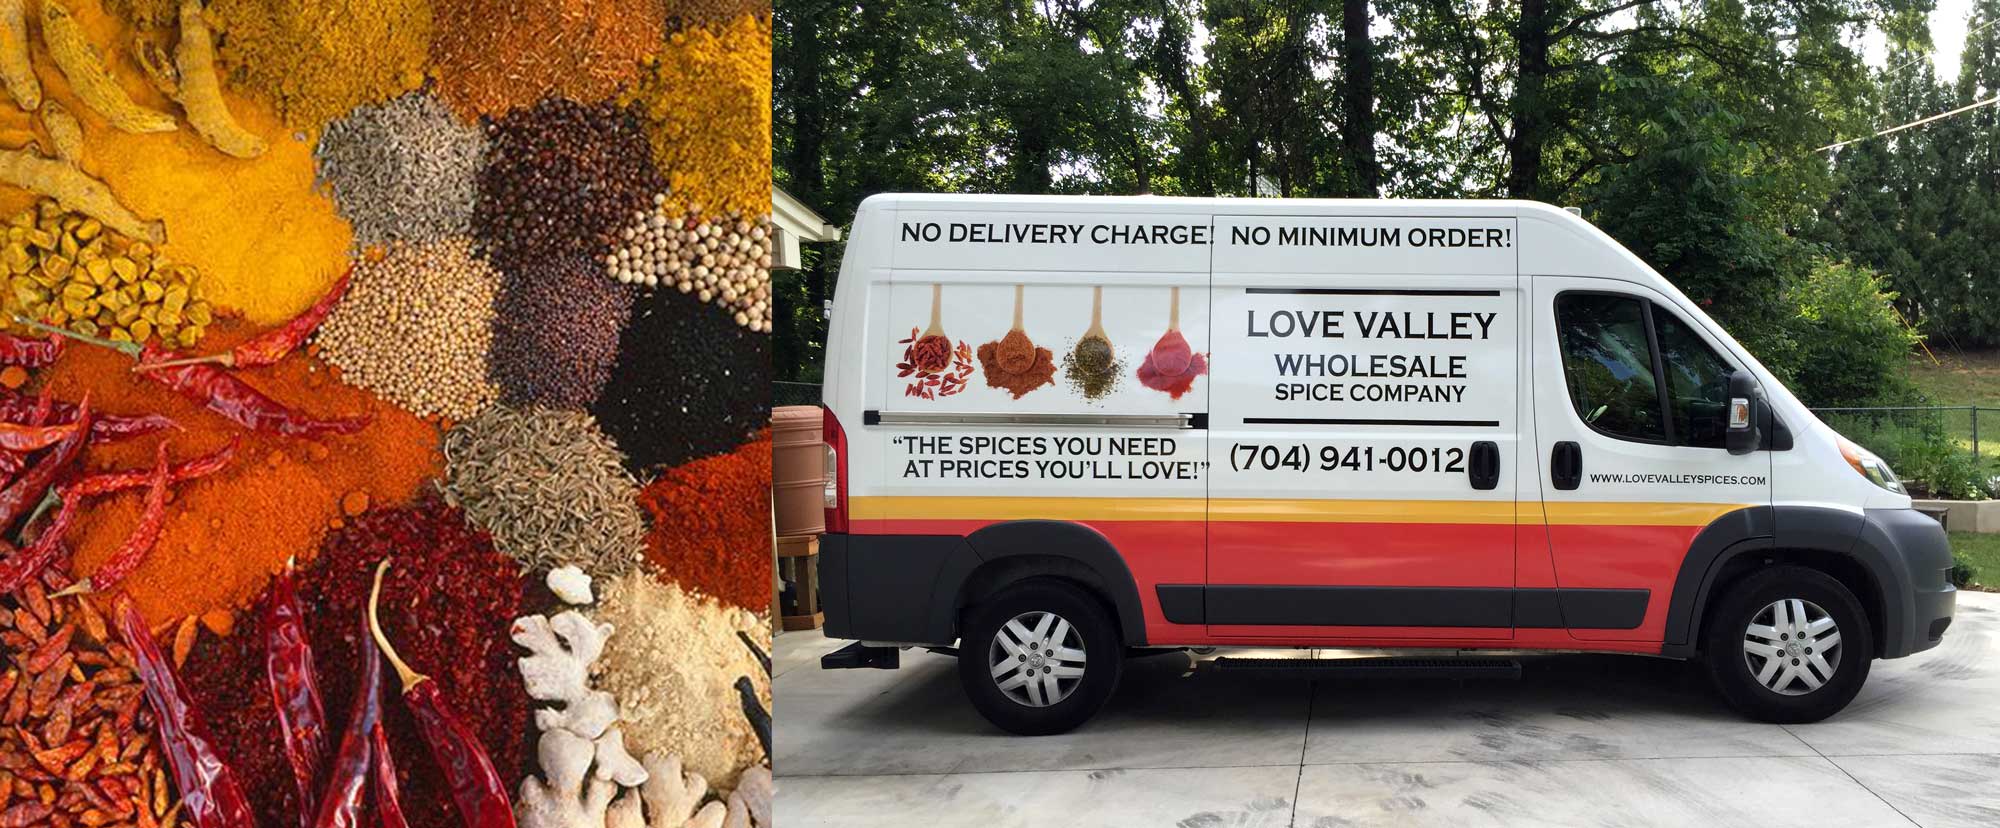 NO DELIVERY CHARGE! NO MINIMUM ORDER!
LOVE VALLEY
WHOLESALE
SPICE COMPANY
“THE SPICES YOU NEED
AT PRICES YOU’LL LOVE!”
(704) 941-0012
WWW.LOVEVALLEYSPICES.COM